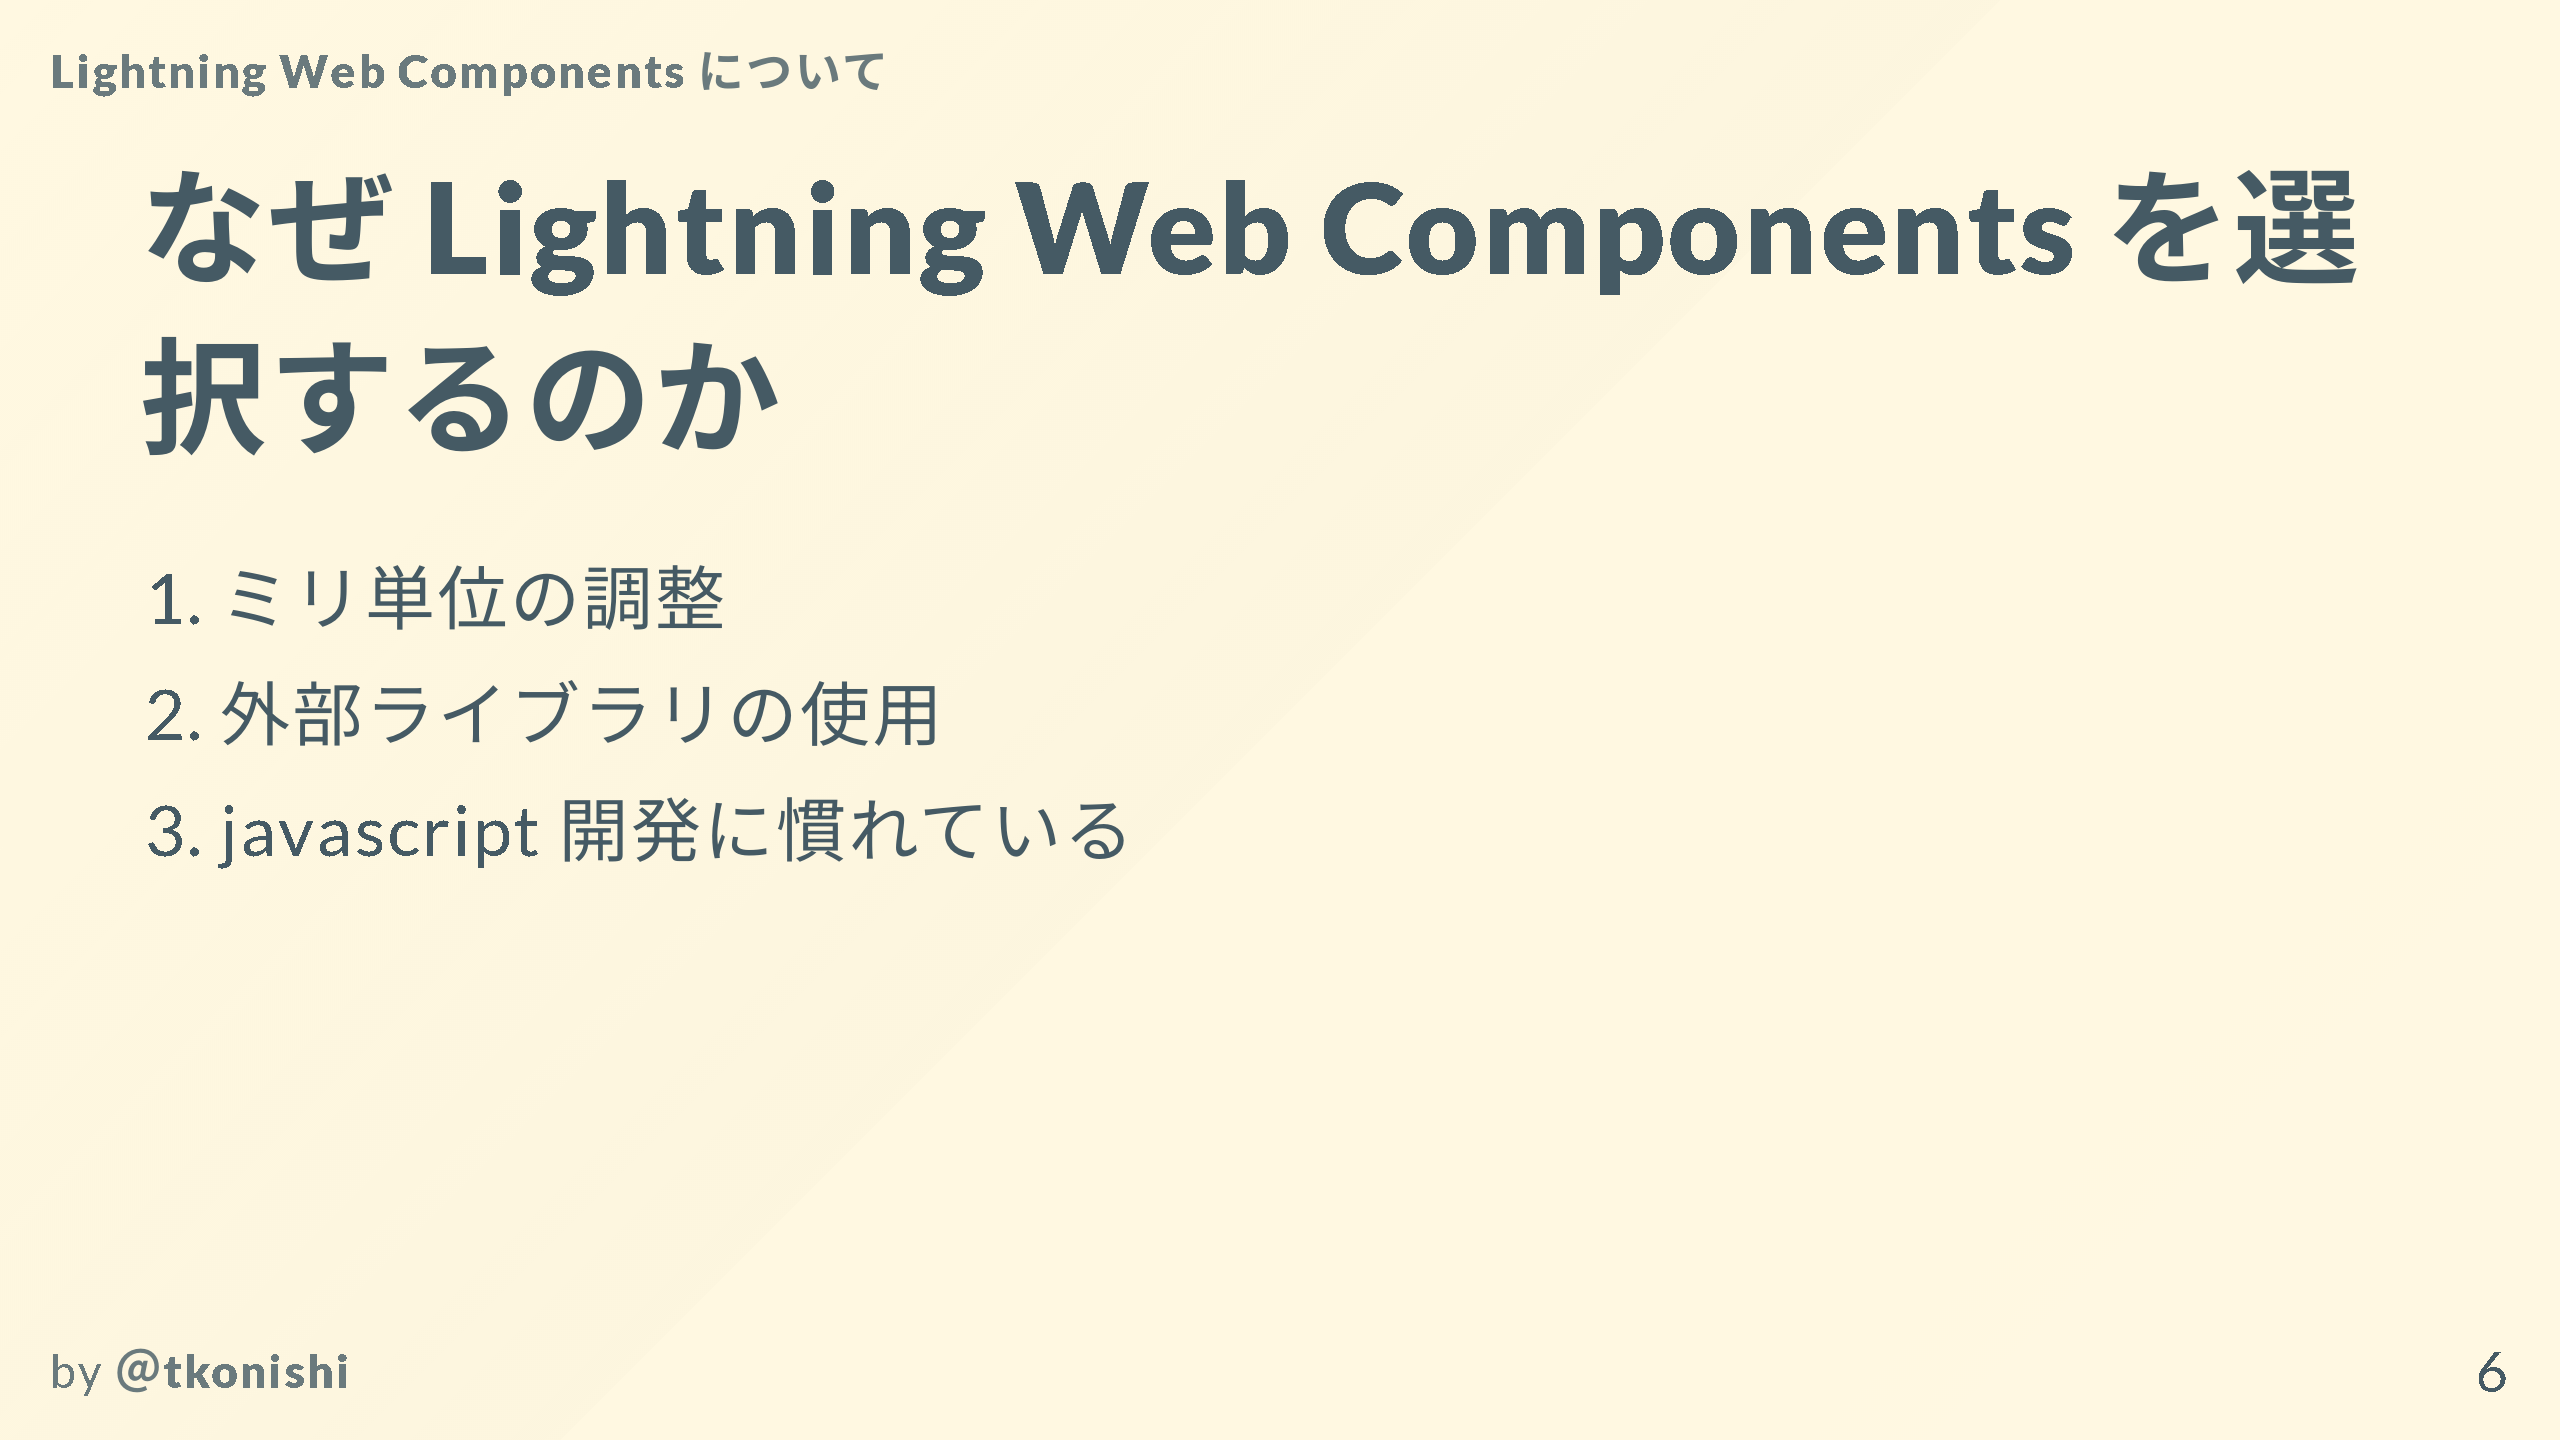 Lightning Web Components について
なぜ Lightning Web Components を選
択するのか
1. ミリ単位の調整
2. 外部ライブラリの使用
3. javascript 開発に慣れている
by @tkonishi
6